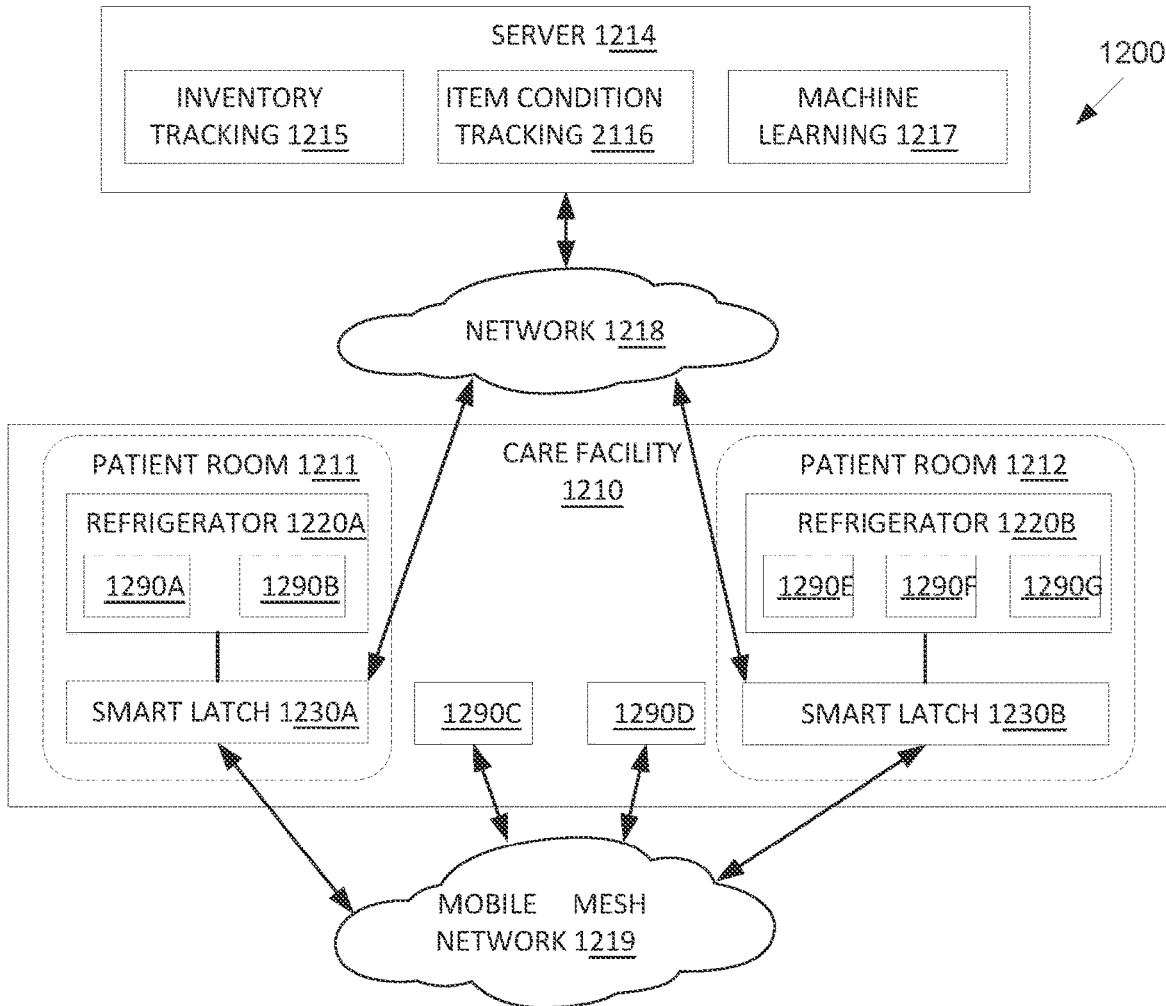 SERVER 1214
1200
INVENTORY
TRACKING 1215
ITEM CONDITION
TRACKING 2116
MACHINE
LEARNING 1217
NETWORK 1218
CARE FACILITY
1210
PATIENT ROOM 1211
REFRIGERATOR 1220A
1290A
1290B
SMART LATCH 1230A
1290C
1290D
PATIENT ROOM 1212
REFRIGERATOR 1220B
1290E
1290F
1290G
SMART LATCH 1230B
MOBILE MESH
NETWORK 1219